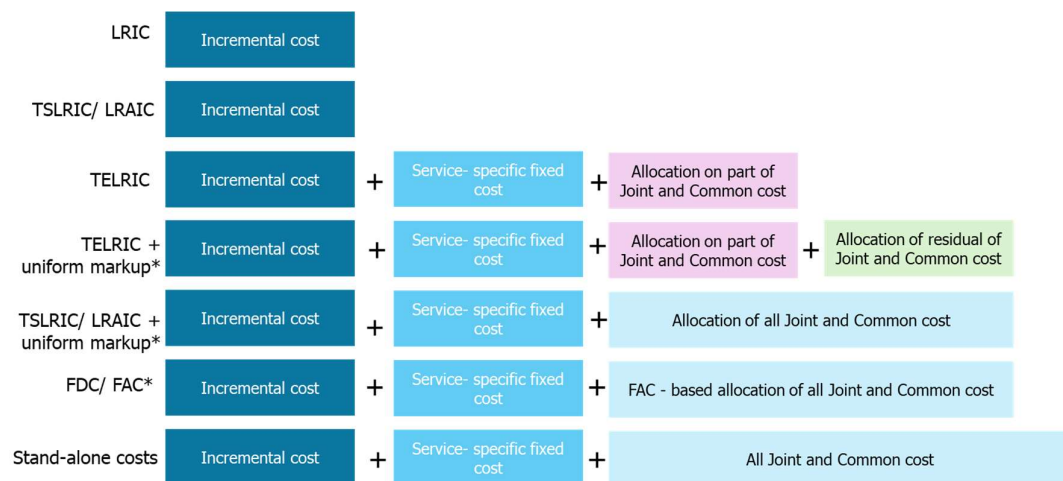 LRIC
Incremental cost
TSLRIC/ LRAIC
Incremental cost
TELRIC
Incremental cost
+
Service- specific fixed
cost
+
Allocation on part of
Joint and Common cost
TELRIC +
uniform markup*
Incremental cost
+
Service- specific fixed
cost
+
Allocation on part of
Joint and Common cost
+
Allocation of residual of
Joint and Common cost
TSLRIC/ LRAIC +
uniform markup*
Incremental cost
+
Service- specific fixed
cost
+
Allocation of all Joint and Common cost
FDC/ FAC*
Incremental cost
+
Service- specific fixed
cost
+
FAC - based allocation of all Joint and Common cost
Stand-alone costs
Incremental cost
+
Service- specific fixed
cost
+
All Joint and Common cost